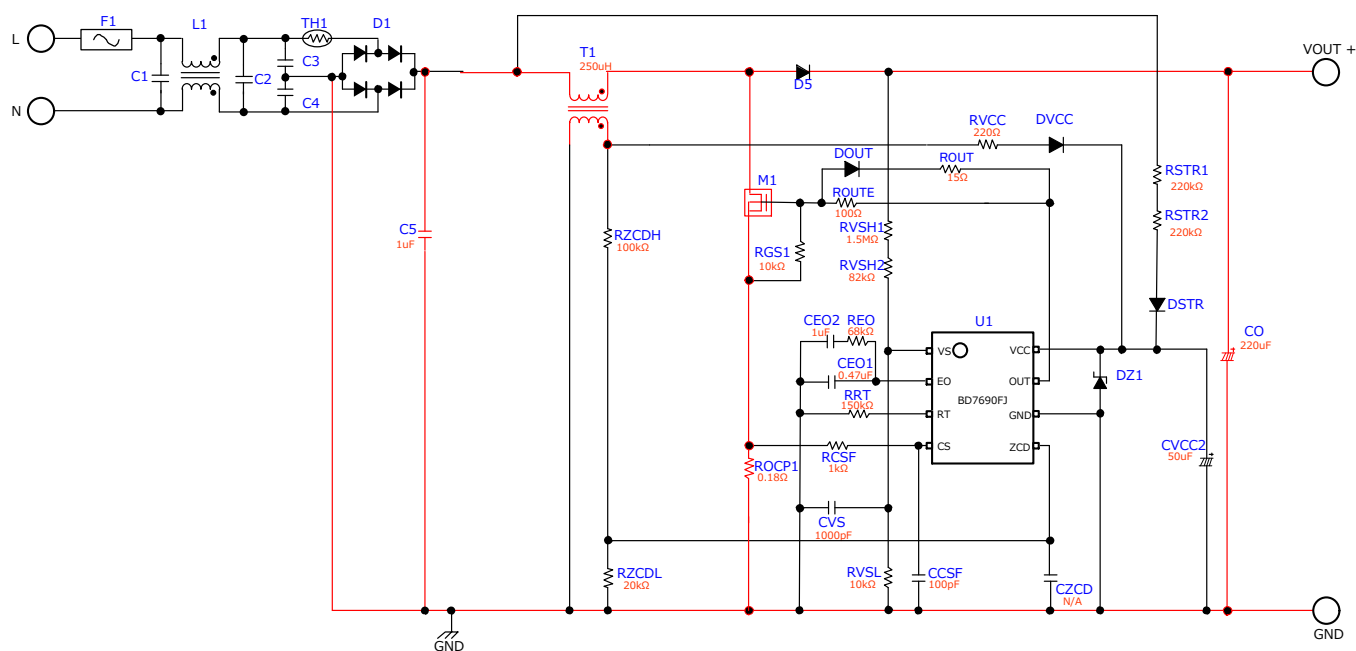 F1
L1
TH1
D1
L
C1
C2
C3
C4
N
T1
250uH
D5
VOUT +
RVCC
220Ω
DVCC
DOUT
ROUT
15Ω
M1
ROUTE
100Ω
RSTR1
220kΩ
RSTR2
220kΩ
C5
1uF
RZCDH
100kΩ
RGS1
10kΩ
RVSH1
1.5MΩ
RVSH2
82kΩ
DSTR
CEO2
1uF
REO
68kΩ
U1
CO
220uF
CEO1
0.47uF
VS
VCC
EO
OUT
DZ1
RRT
150kΩ
BD7690FJ
RT
GND
CS
ZCD
ROCP1
0.18Ω
RCSF
1kΩ
CVCC2
50uF
CVS
1000pF
RZCDL
20kΩ
RVSL
10kΩ
CCSF
100pF
CZCD
N/A
GND
GND